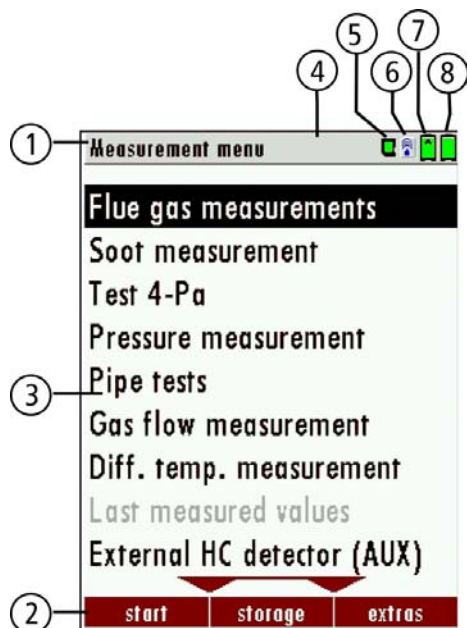 5
7
4
6
8
1
Measurement menu
Flue gas measurements
Soot measurement
Test 4-Pa
Pressure measurement
3
Pipe tests
Gas flow measurement
Diff. temp. measurement
Last measured values
External HC detector (AUX)
2
start storage extras